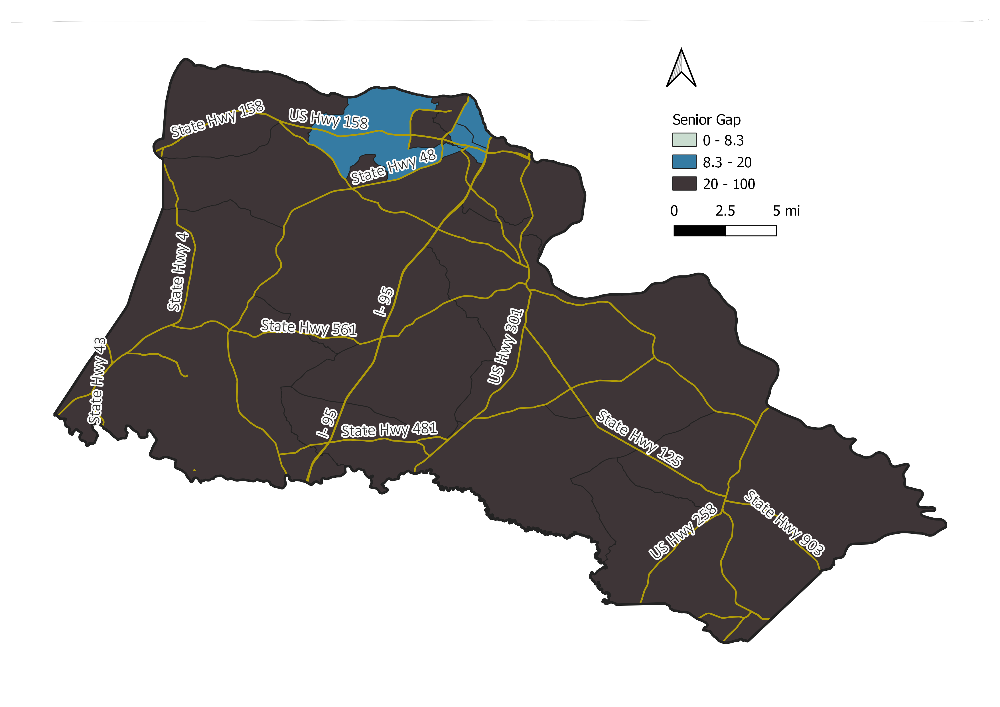 State Hwy 158
US Hwy 158
Senior Gap
0 - 8.3
8.3 - 20
20 - 100
0 2.5 5 mi
State Hwy 48
State Hwy 4
I- 95
State Hwy 561
US Hwy 301
State Hwy 43
I- 95
State Hwy 481
State Hwy 125
US Hwy 258
State Hwy 903